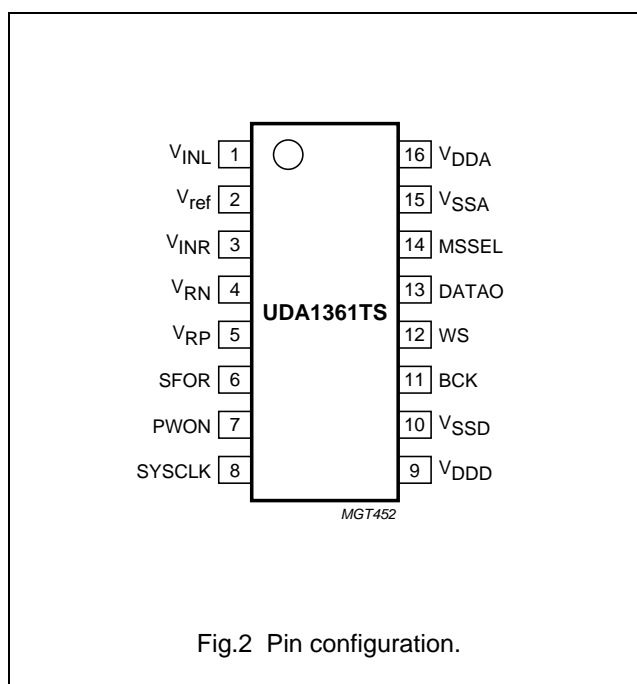 VINL 1 16 VDDA
Vref 2 15 VSSA
VINR 3 14 MSSEL
VRN 4 13 DATAO
UDA1361TS
VRP 5 12 WS
SFOR 6 11 BCK
PWON 7 10 VSSD
SYSCLK 8 9 VDDD
MGT452
Fig.2 Pin configuration.